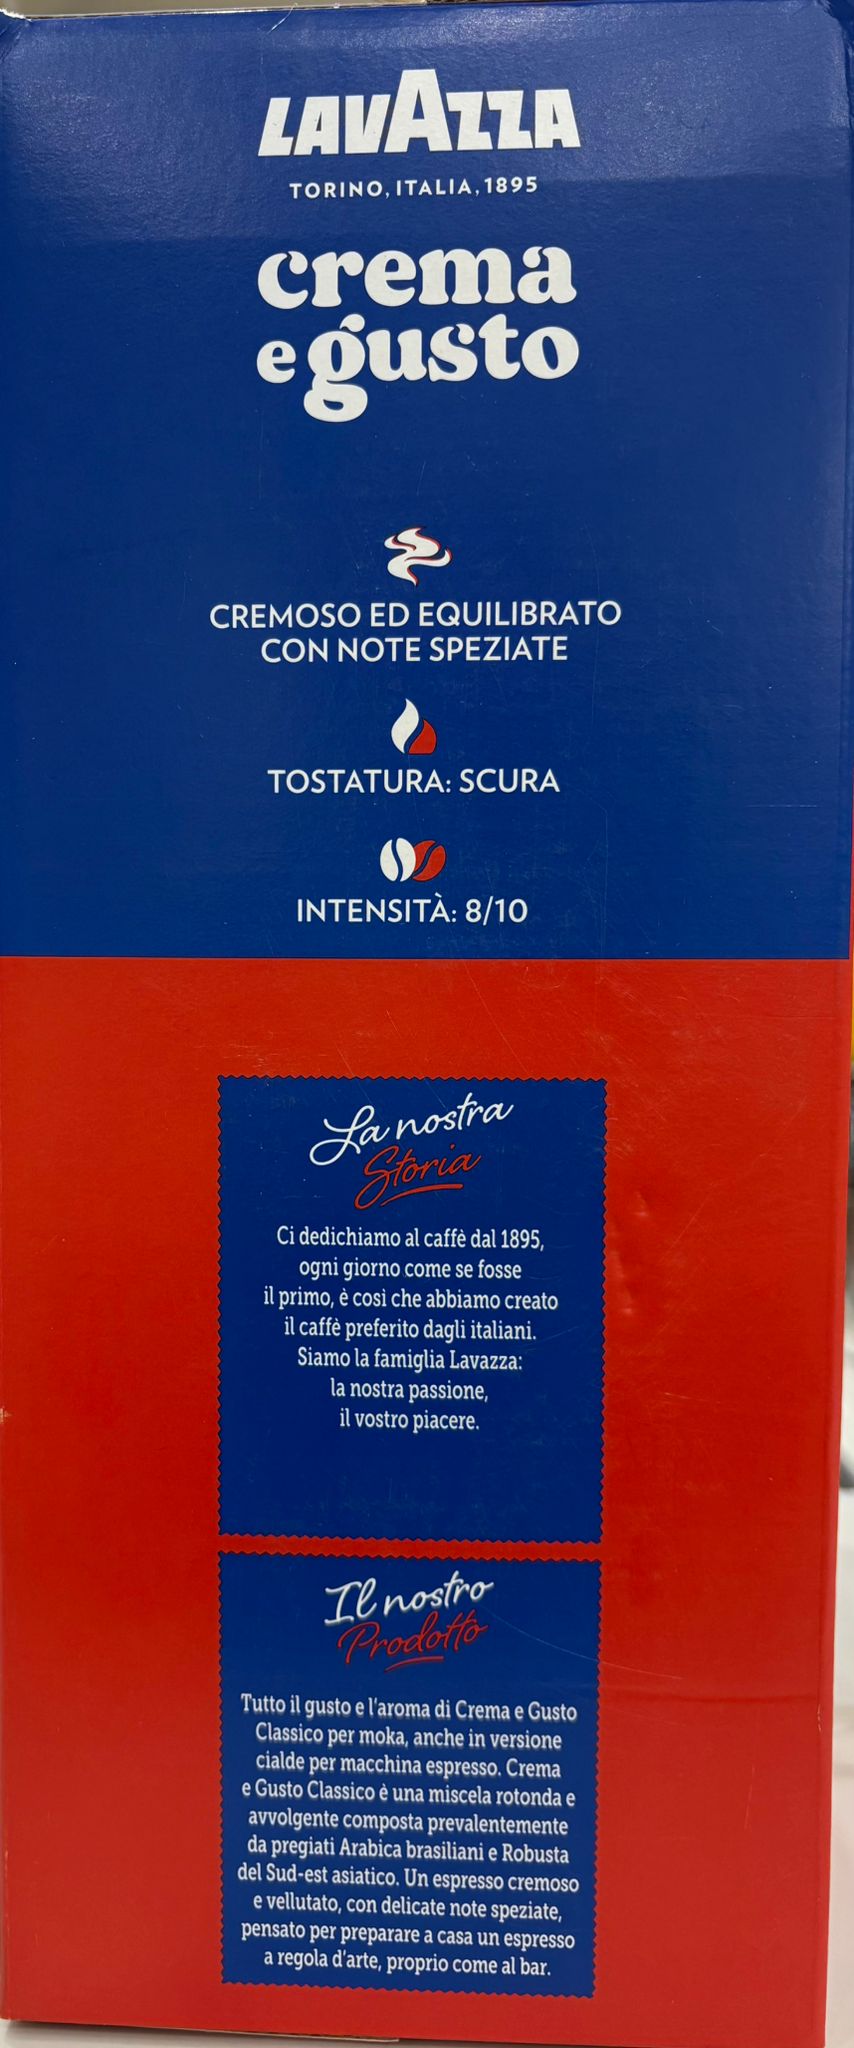 LAVAZZA
TORINO, ITALIA, 1895
crema
e gusto
CREMOSO ED EQUILIBRATO
CON NOTE SPEZIATE
TOSTATURA: SCURA
INTENSITÀ: 8/10
La nostra
Storia
Ci dedichiamo al caffè dal 1895,
ogni giorno come se fosse
il primo, è così che abbiamo creato
il caffè preferito dagli italiani.
Siamo la famiglia Lavazza:
la nostra passione,
il vostro piacere.
Il nostro
Prodotto
Tutto il gusto e l'aroma di Crema e Gusto
Classico per moka, anche in versione
cialde per macchina espresso. Crema
e Gusto Classico è una miscela rotonda e
avvolgente composta prevalentemente
da pregiati Arabica brasiliani e Robusta
del Sud-est asiatico. Un espresso cremoso
e vellutato, con delicate note speziate,
pensato per preparare a casa un espresso
a regola d'arte, proprio come al bar.